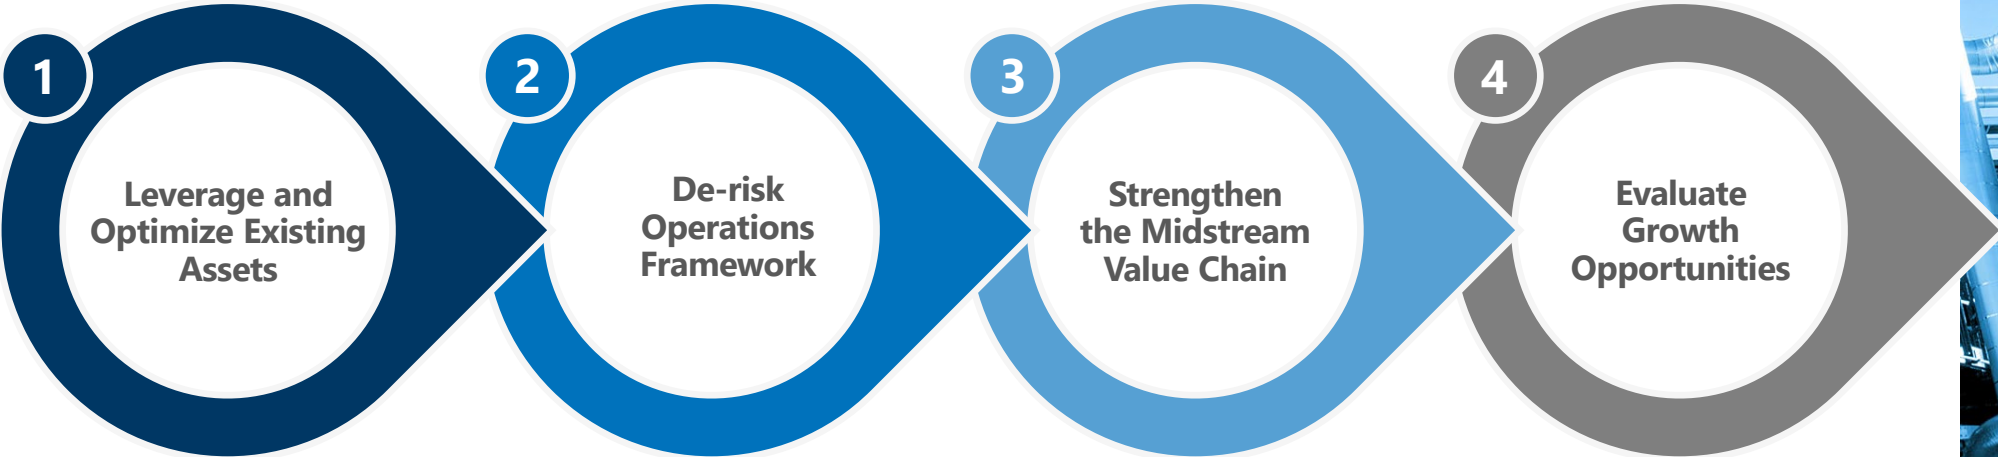 1
Leverage and
Optimize Existing
Assets
2
De-risk
Operations
Framework
3
Strengthen
the Midstream
Value Chain
4
Evaluate
Growth
Opportunities